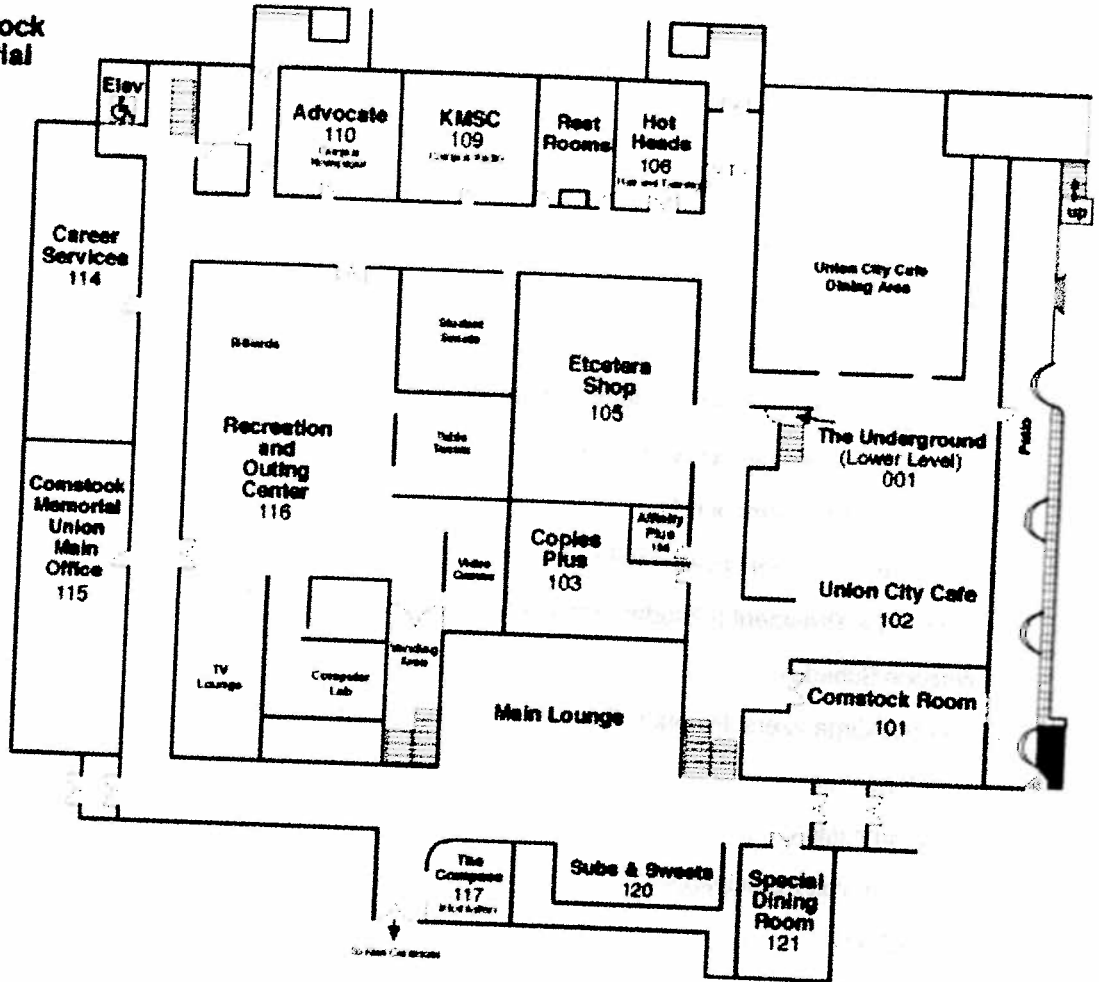 ock
rial
Elev
Advocate
110
KMSC
109
Rest
Rooms
Hot
Heads
106
up
Career
Services
114
Union City Cafe
Dining Area
Billiards
Student
Senate
Etcetera
Shop
105
Recreation
and
Outing
Center
116
Table
Tennis
The Underground
(Lower Level)
001
Patio
Comstock
Memorial
Union
Main
Office
115
Copies
Plus
103
Affinity
Plus
Video
Games
Union City Cafe
102
TV
Lounge
Computer
Lab
Vending
Area
Main Lounge
Comstock Room
101
The
Compass
117
Information
Subs & Sweets
120
Special
Dining
Room
121